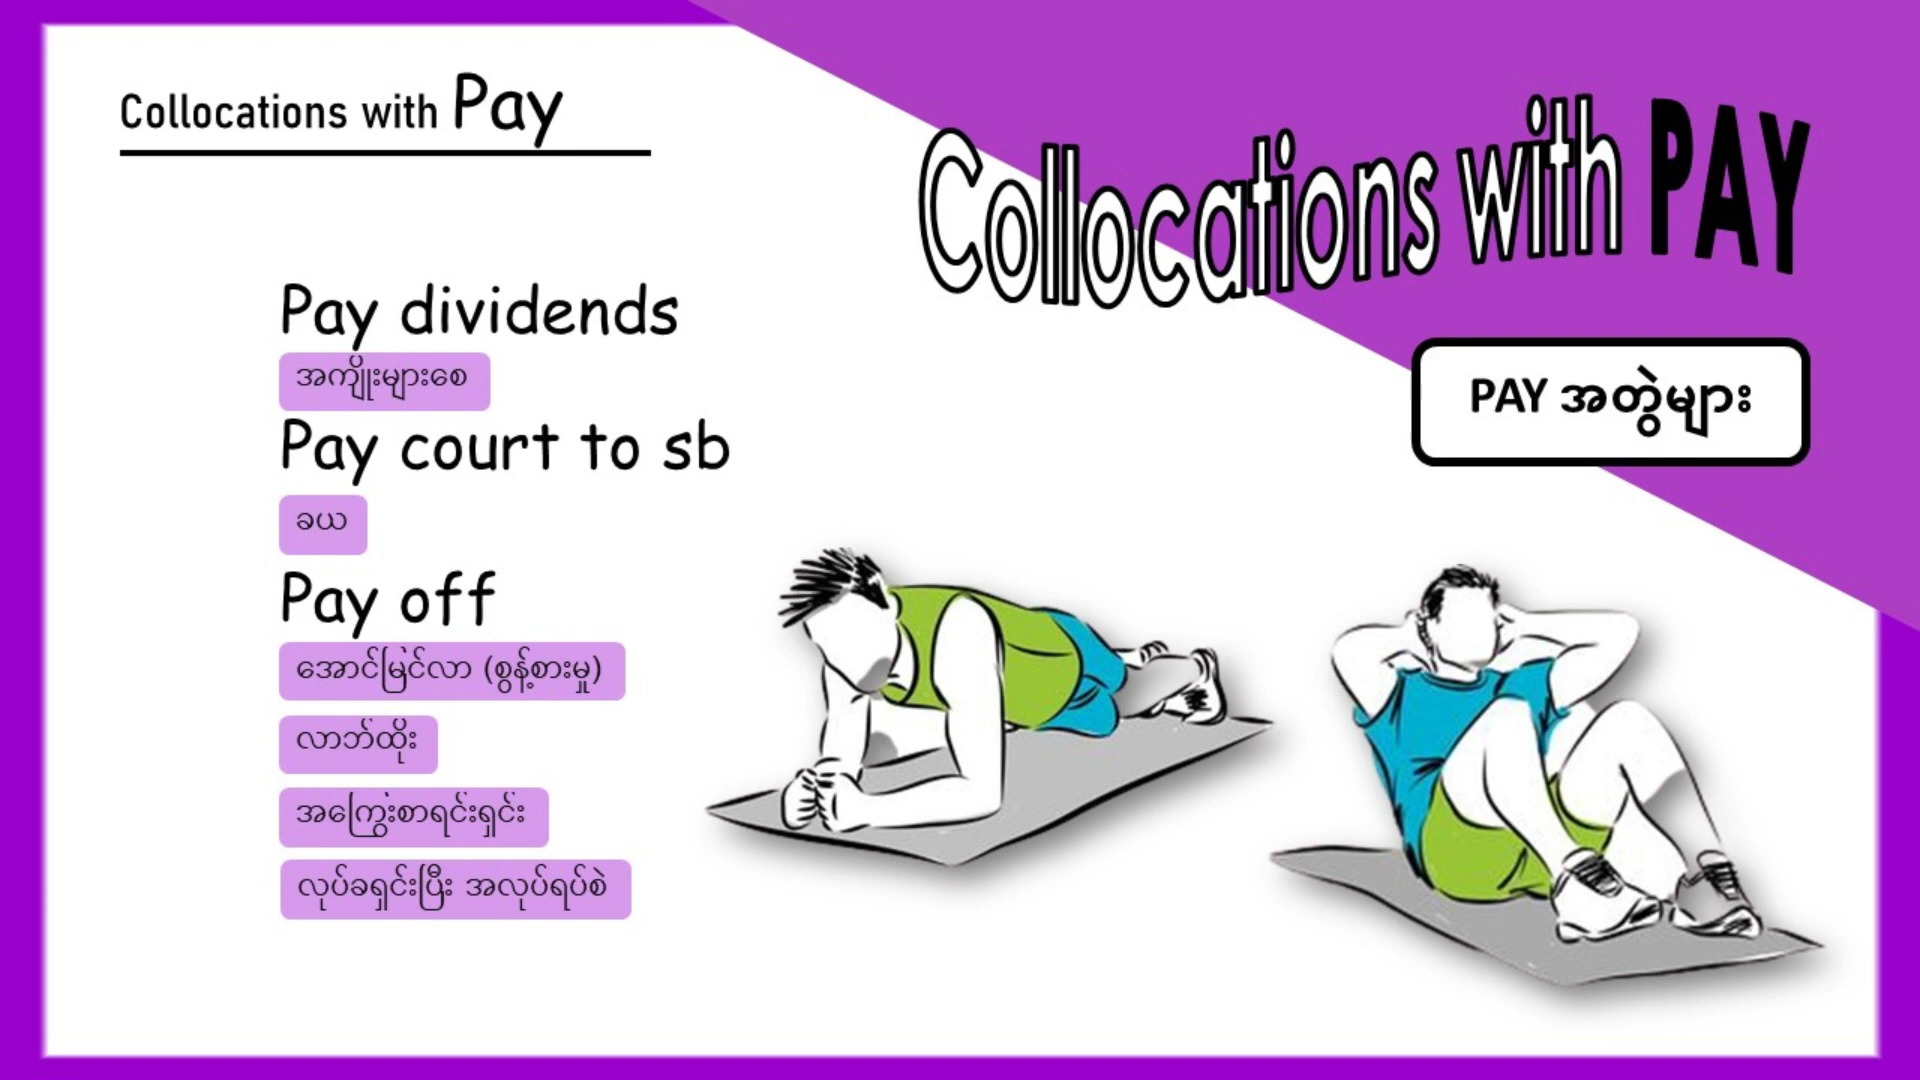 Collocations with Pay
Collocations with PAY
PAY အတွဲများ
Pay dividends
အကျိုးများစေ
Pay court to sb
ခယ
Pay off
အောင်မြင်လာ (စွန့်စားမှု)
လာဘ်ထိုး
အကြွေးစာရင်းရှင်း
လုပ်ခရှင်းပြီး အလုပ်ရပ်စဲ